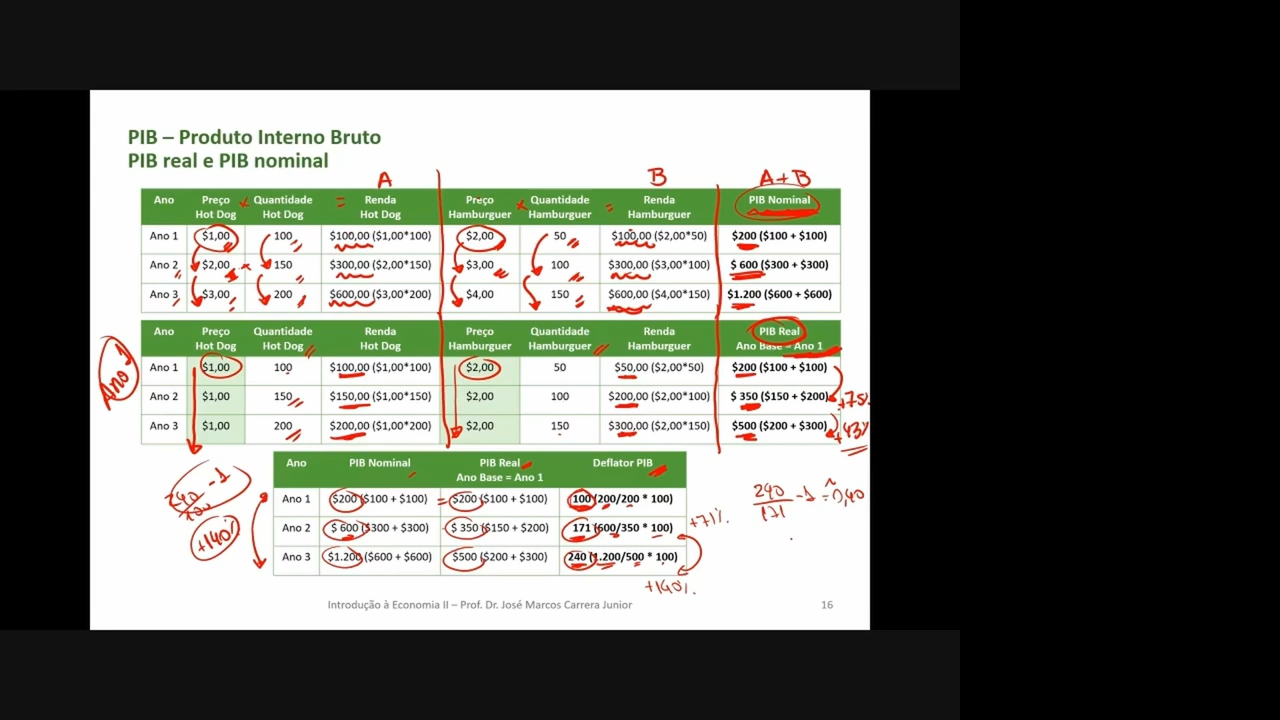 PIB – Produto Interno Bruto
PIB real e PIB nominal
A B A + B
Ano Preço Hot Dog Quantidade Hot Dog Renda Hot Dog Preço Hamburguer Quantidade Hamburguer Renda Hamburguer PIB Nominal
Ano 1 $1,00 100 $100,00 ($1,00*100) $2,00 50 $100,00 ($2,00*50) $200 ($100 + $100)
Ano 2 $2,00 150 $300,00 ($2,00*150) $3,00 100 $300,00 ($3,00*100) $ 600 ($300 + $300)
Ano 3 $3,00 200 $600,00 ($3,00*200) $4,00 150 $600,00 ($4,00*150) $1.200 ($600 + $600)
Ano Preço Hot Dog Quantidade Hot Dog Renda Hot Dog Preço Hamburguer Quantidade Hamburguer Renda Hamburguer PIB Real Ano Base = Ano 1
Ano 1 $1,00 100 $100,00 ($1,00*100) $2,00 50 $50,00 ($2,00*50) $200 ($100 + $100)
Ano 2 $1,00 150 $150,00 ($1,00*150) $2,00 100 $200,00 ($2,00*100) $ 350 ($150 + $200)
Ano 3 $1,00 200 $200,00 ($1,00*200) $2,00 150 $300,00 ($2,00*150) $500 ($200 + $300)
Ano 1
+75%
+43%
Ano PIB Nominal PIB Real Ano Base = Ano 1 Deflator PIB
Ano 1 $200 ($100 + $100) = $200 ($100 + $100) 100 (200/200 * 100)
Ano 2 $ 600 ($300 + $300) $ 350 ($150 + $200) 171 (600/350 * 100)
Ano 3 $1.200 ($600 + $600) $500 ($200 + $300) 240 (1.200/500 * 100)
240/100 - 1
+140%
+71%
+140%
240/171 - 1 = 0,40
Introdução à Economia II – Prof. Dr. José Marcos Carrera Junior 16